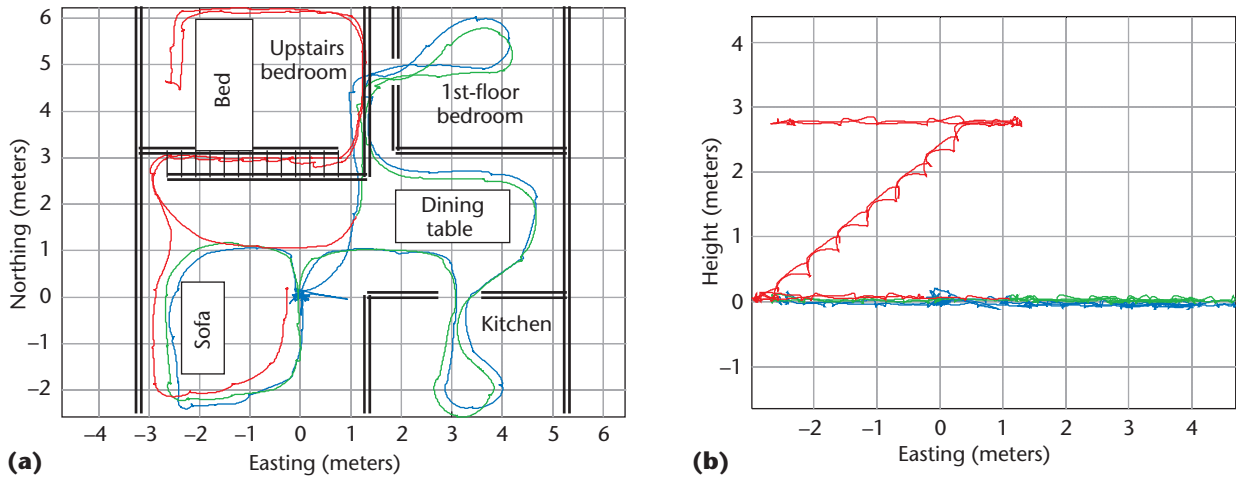 6
5
4
3
2
1
0
−1
−2
Northing (meters)
Bed
Upstairs
bedroom
1st-floor
bedroom
Dining
table
Sofa
Kitchen
−4 −3 −2 −1 0 1 2 3 4 5 6
Easting (meters)
(a)
4
3
2
1
0
−1
Height (meters)
−2 −1 0 1 2 3 4
Easting (meters)
(b)